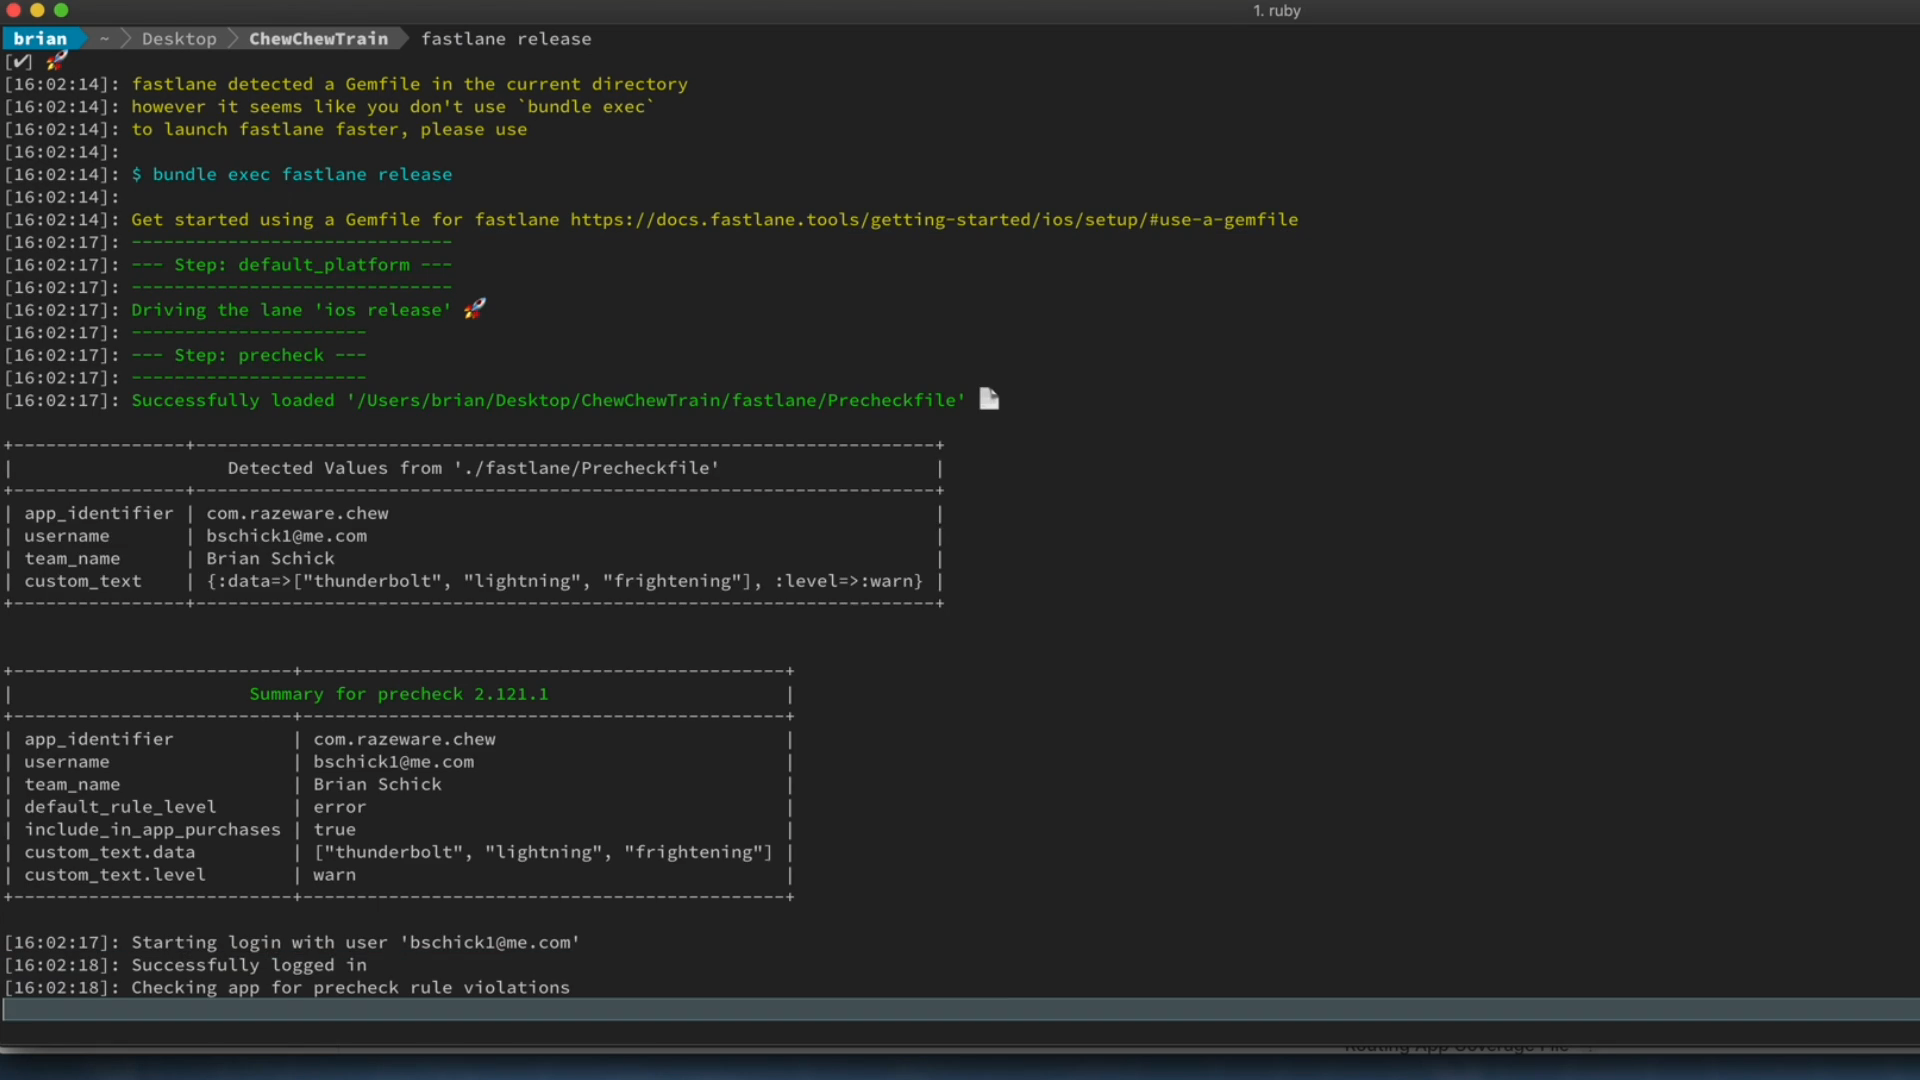 1. ruby
brian ~ Desktop ChewChewTrain fastlane release
[✔] 🚀
[16:02:14]: fastlane detected a Gemfile in the current directory
[16:02:14]: however it seems like you don't use `bundle exec`
[16:02:14]: to launch fastlane faster, please use
[16:02:14]:
[16:02:14]: $ bundle exec fastlane release
[16:02:14]:
[16:02:14]: Get started using a Gemfile for fastlane https://docs.fastlane.tools/getting-started/ios/setup/#use-a-gemfile
[16:02:17]: ------------------------------
[16:02:17]: --- Step: default_platform ---
[16:02:17]: ------------------------------
[16:02:17]: Driving the lane 'ios release' 🚀
[16:02:17]: ----------------------
[16:02:17]: --- Step: precheck ---
[16:02:17]: ----------------------
[16:02:17]: Successfully loaded '/Users/brian/Desktop/ChewChewTrain/fastlane/Precheckfile' 📄
+----------------+---------------------------------------------------------------------+
| Detected Values from './fastlane/Precheckfile' |
+----------------+---------------------------------------------------------------------+
| app_identifier | com.razeware.chew |
| username | bschick1@me.com |
| team_name | Brian Schick |
| custom_text | {:data=>["thunderbolt", "lightning", "frightening"], :level=>:warn} |
+----------------+---------------------------------------------------------------------+
+--------------------------+---------------------------------------------+
| Summary for precheck 2.121.1 |
+--------------------------+---------------------------------------------+
| app_identifier | com.razeware.chew |
| username | bschick1@me.com |
| team_name | Brian Schick |
| default_rule_level | error |
| include_in_app_purchases | true |
| custom_text.data | ["thunderbolt", "lightning", "frightening"] |
| custom_text.level | warn |
+--------------------------+---------------------------------------------+
[16:02:17]: Starting login with user 'bschick1@me.com'
[16:02:18]: Successfully logged in
[16:02:18]: Checking app for precheck rule violations
Routing App Coverage File